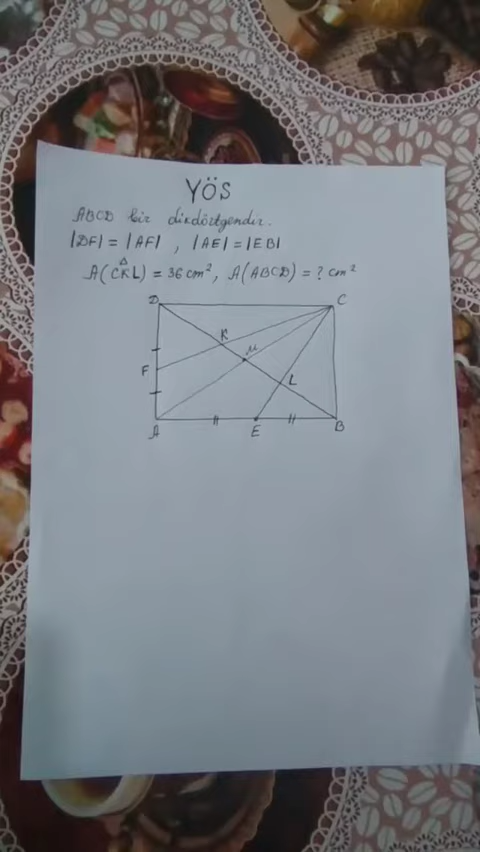 YÖS
ABCD bir dikdörtgendir.
|DF| = |AF| , |AE| = |EB|
A(CKL) = 36 cm², A(ABCD) = ? cm²
D C
K
M
F
L
A E B